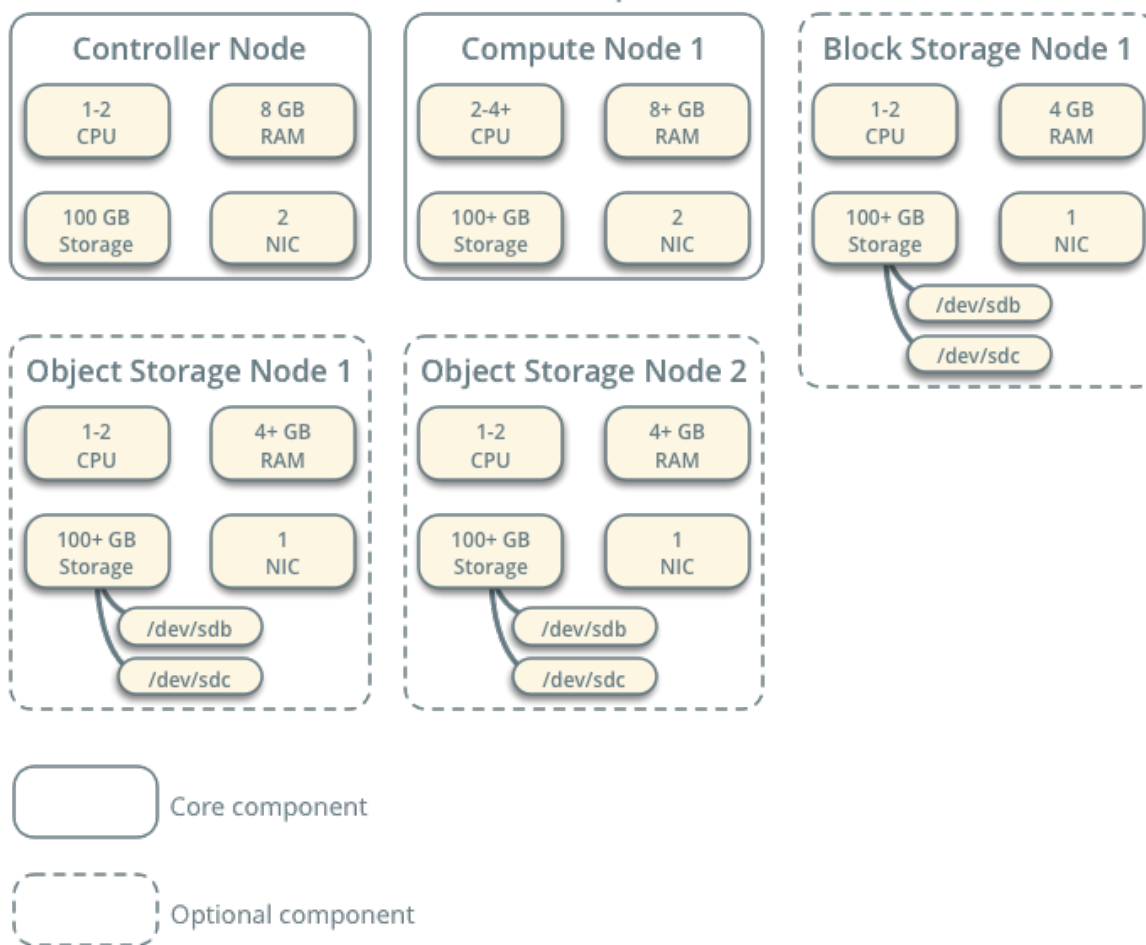 Controller Node
1-2
CPU
8 GB
RAM
100 GB
Storage
2
NIC
Compute Node 1
2-4+
CPU
8+ GB
RAM
100+ GB
Storage
2
NIC
Block Storage Node 1
1-2
CPU
4 GB
RAM
100+ GB
Storage
1
NIC
/dev/sdb
/dev/sdc
Object Storage Node 1
1-2
CPU
4+ GB
RAM
100+ GB
Storage
1
NIC
/dev/sdb
/dev/sdc
Object Storage Node 2
1-2
CPU
4+ GB
RAM
100+ GB
Storage
1
NIC
/dev/sdb
/dev/sdc
Core component
Optional component